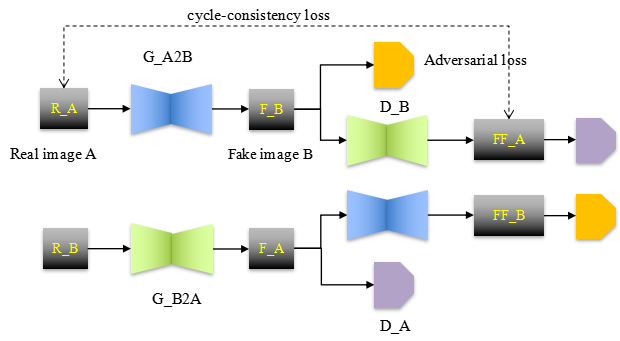 cycle-consistency loss
G_A2B
Adversarial loss
R_A
F_B
D_B
FF_A
Real image A
Fake image B
FF_B
R_B
F_A
G_B2A
D_A